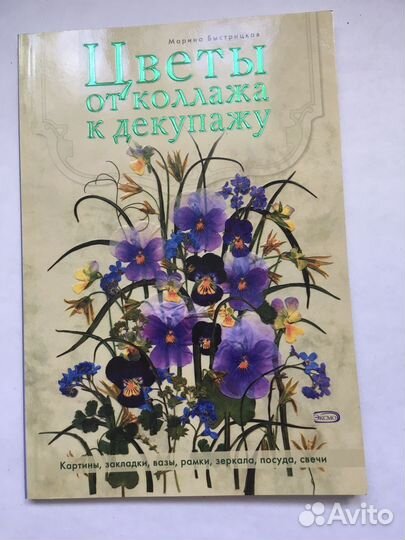 Марина Быстрицкая
Цветы
от коллажа
к декупажу
ЭКСМО
Картины, закладки, вазы, рамки, зеркала, посуда, свечи
Avito